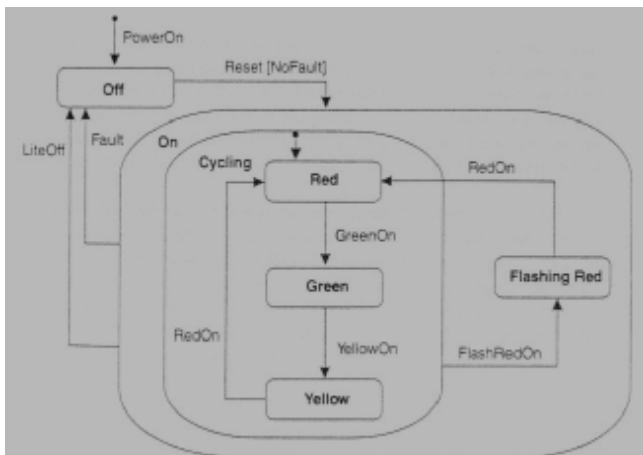 PowerOn
Off
Reset [NoFault]
LiteOff
Fault
On
Cycling
Red
RedOn
GreenOn
Green
Flashing Red
RedOn
YellowOn
FlashRedOn
Yellow